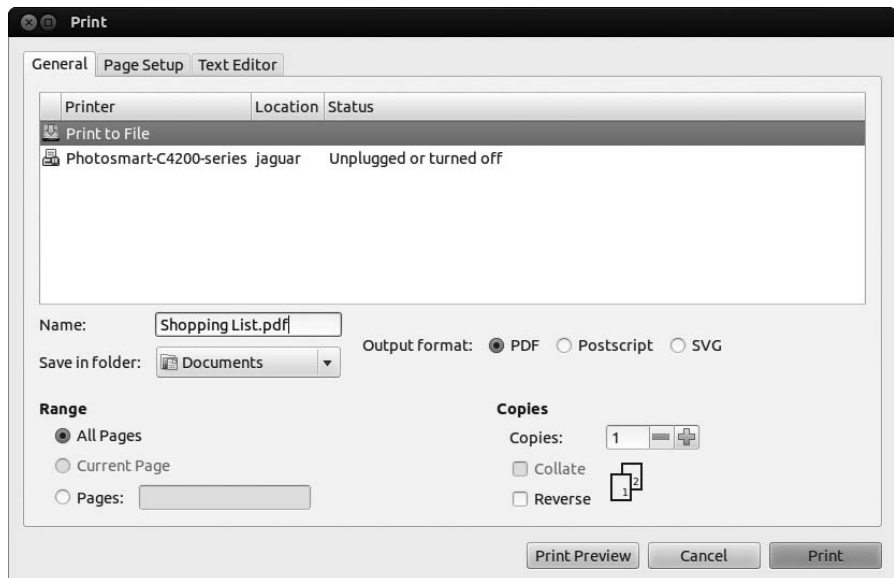 Print
General Page Setup Text Editor
Printer Location Status
Print to File
Photosmart-C4200-series jaguar Unplugged or turned off
Name: Shopping List.pdf
Output format: PDF Postscript SVG
Save in folder: Documents
Range Copies
All Pages Copies: 1
Current Page Collate
Pages: Reverse
1 2
Print Preview Cancel Print